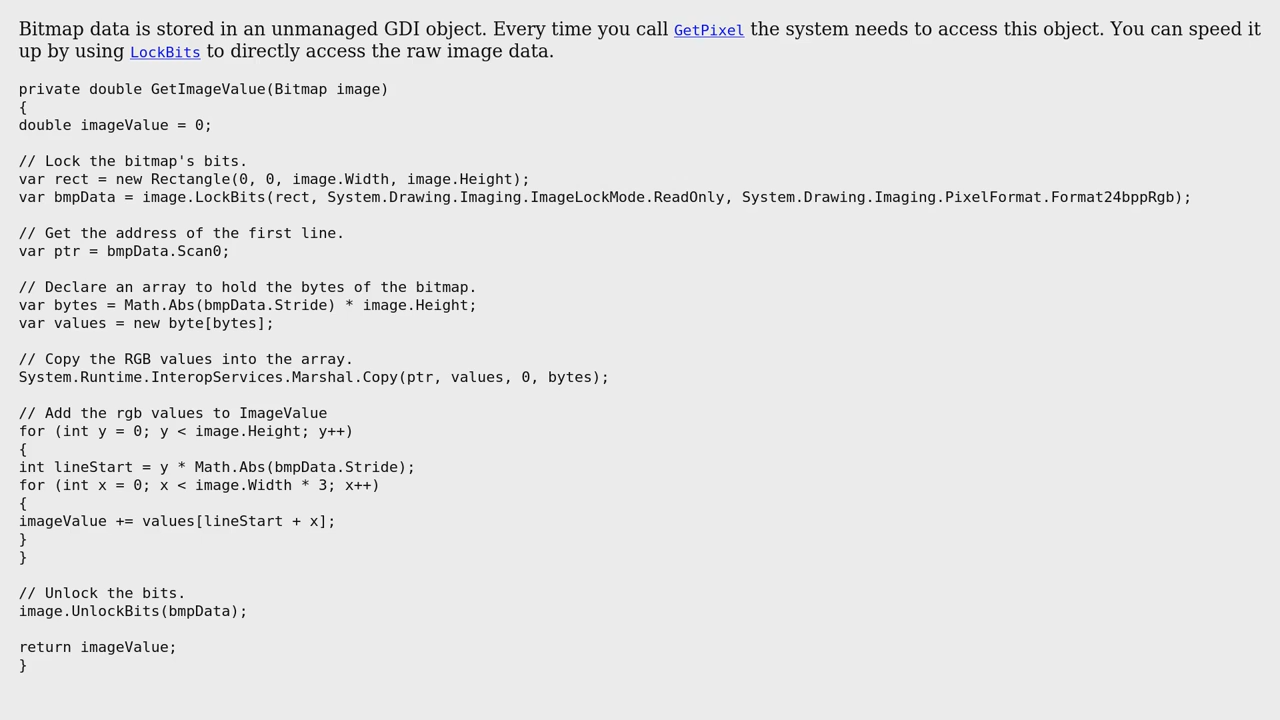 Bitmap data is stored in an unmanaged GDI object. Every time you call GetPixel the system needs to access this object. You can speed it
up by using LockBits to directly access the raw image data.
private double GetImageValue(Bitmap image)
{
double imageValue = 0;
// Lock the bitmap's bits.
var rect = new Rectangle(0, 0, image.Width, image.Height);
var bmpData = image.LockBits(rect, System.Drawing.Imaging.ImageLockMode.ReadOnly, System.Drawing.Imaging.PixelFormat.Format24bppRgb);
// Get the address of the first line.
var ptr = bmpData.Scan0;
// Declare an array to hold the bytes of the bitmap.
var bytes = Math.Abs(bmpData.Stride) * image.Height;
var values = new byte[bytes];
// Copy the RGB values into the array.
System.Runtime.InteropServices.Marshal.Copy(ptr, values, 0, bytes);
// Add the rgb values to ImageValue
for (int y = 0; y < image.Height; y++)
{
int lineStart = y * Math.Abs(bmpData.Stride);
for (int x = 0; x < image.Width * 3; x++)
{
imageValue += values[lineStart + x];
}
}
// Unlock the bits.
image.UnlockBits(bmpData);
return imageValue;
}